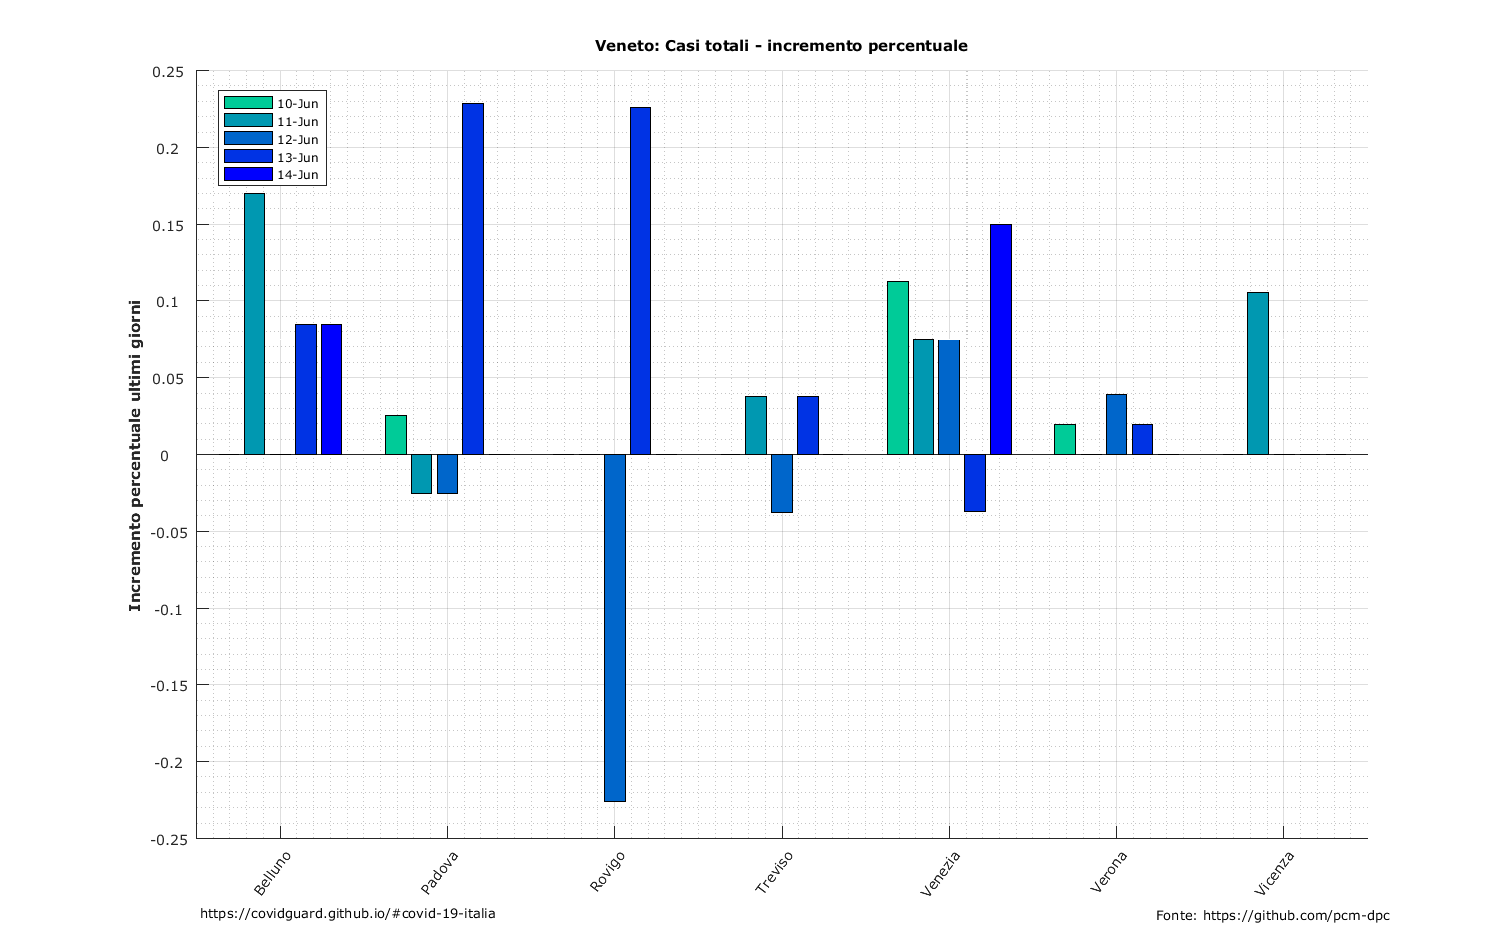 Veneto: Casi totali - incremento percentuale
0.25
0.2
0.15
0.1
0.05
0
-0.05
-0.1
-0.15
-0.2
-0.25
10-Jun
11-Jun
12-Jun
13-Jun
14-Jun
Incremento percentuale ultimi giorni
Belluno
Padova
Rovigo
Treviso
Venezia
Verona
Vicenza
https://covidguard.github.io/#covid-19-italia
Fonte: https://github.com/pcm-dpc